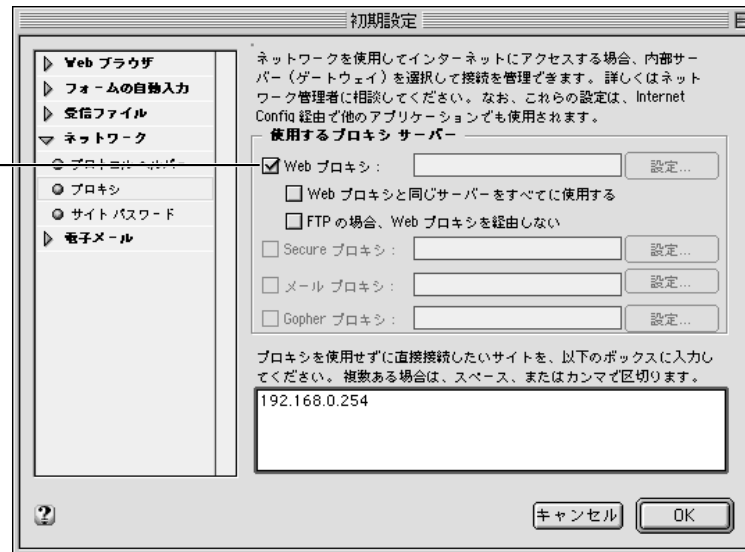 初期設定
Web ブラウザ
フォームの自動入力
受信ファイル
ネットワーク
プロトコル ヘルパー
プロキシ
サイト パスワード
電子メール
ネットワークを使用してインターネットにアクセスする場合、内部サー
バー（ゲートウェイ）を選択して接続を管理できます。詳しくはネット
ワーク管理者に相談してください。なお、これらの設定は、Internet
Config 経由で他のアプリケーションでも使用されます。
使用するプロキシ サーバー
Web プロキシ： 設定...
Web プロキシと同じサーバーをすべてに使用する
FTP の場合、Web プロキシを経由しない
Secure プロキシ： 設定...
メール プロキシ： 設定...
Gopher プロキシ： 設定...
プロキシを使用せずに直接接続したいサイトを、以下のボックスに入力し
てください。複数ある場合は、スペース、またはカンマで区切ります。
192.168.0.254
キャンセル OK